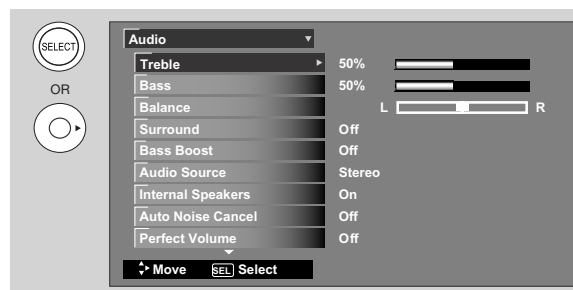 SELECT
OR
Audio
Treble 50%
Bass 50%
Balance L R
Surround Off
Bass Boost Off
Audio Source Stereo
Internal Speakers On
Auto Noise Cancel Off
Perfect Volume Off
Move SEL Select